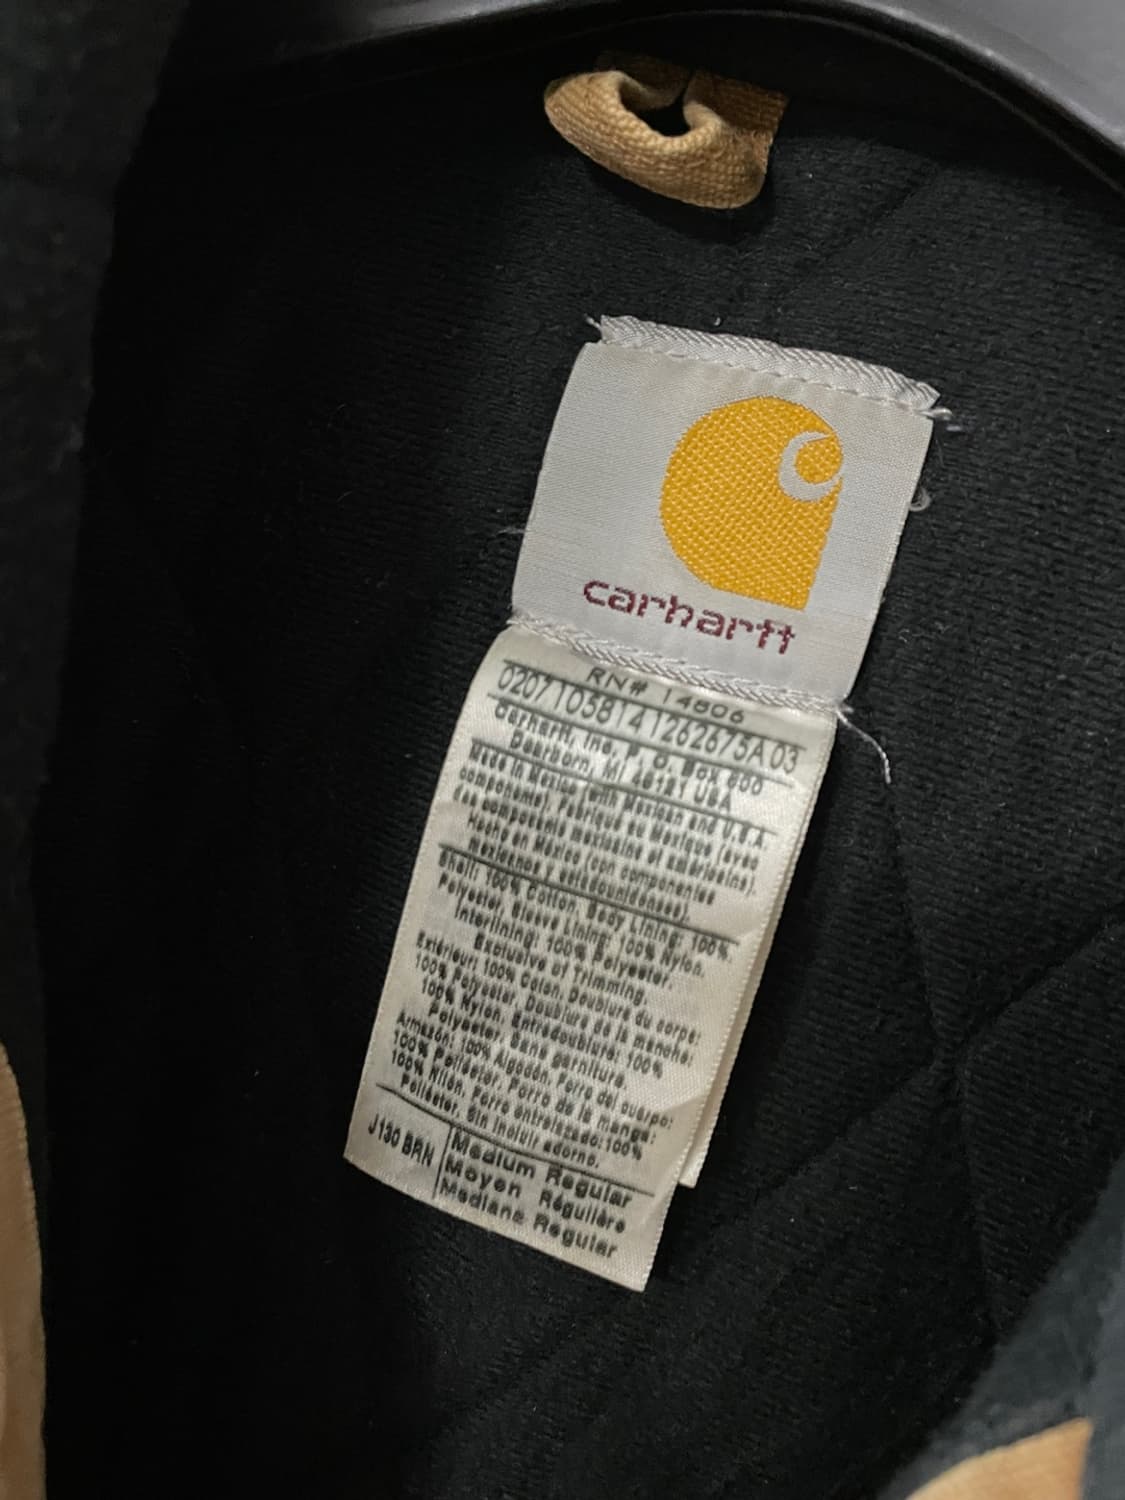 carhartt
RN# 14806
02071058141262675A 03
Carhartt, Inc, P. O. Box 600
Dearborn, MI 48121 USA
Made in Mexico (with Mexican and U.S.A.
components). Fabriqué au Mexique (avec
des composants mexicains et américains).
Hecho en México (con componentes
mexicanos y estadounidenses).
Shell: 100% Cotton, Body Lining: 100%
Polyester, Sleeve Lining: 100% Nylon,
Interlining: 100% Polyester.
Exclusive of Trimming.
Extérieur: 100% Coton, Doublure du corps:
100% Polyester, Doublure de la manche:
100% Nylon, Entredoublure: 100%
Polyester, Sans garniture.
Armazón: 100% Algodón, Forro del cuerpo:
100% Poliéster, Forro de la manga:
100% Nilón, Forro entrelazado:100%
Poliéster, Sin incluir adorno.
J130 BRN
Medium Regular
Moyen Régulière
Mediana Regular